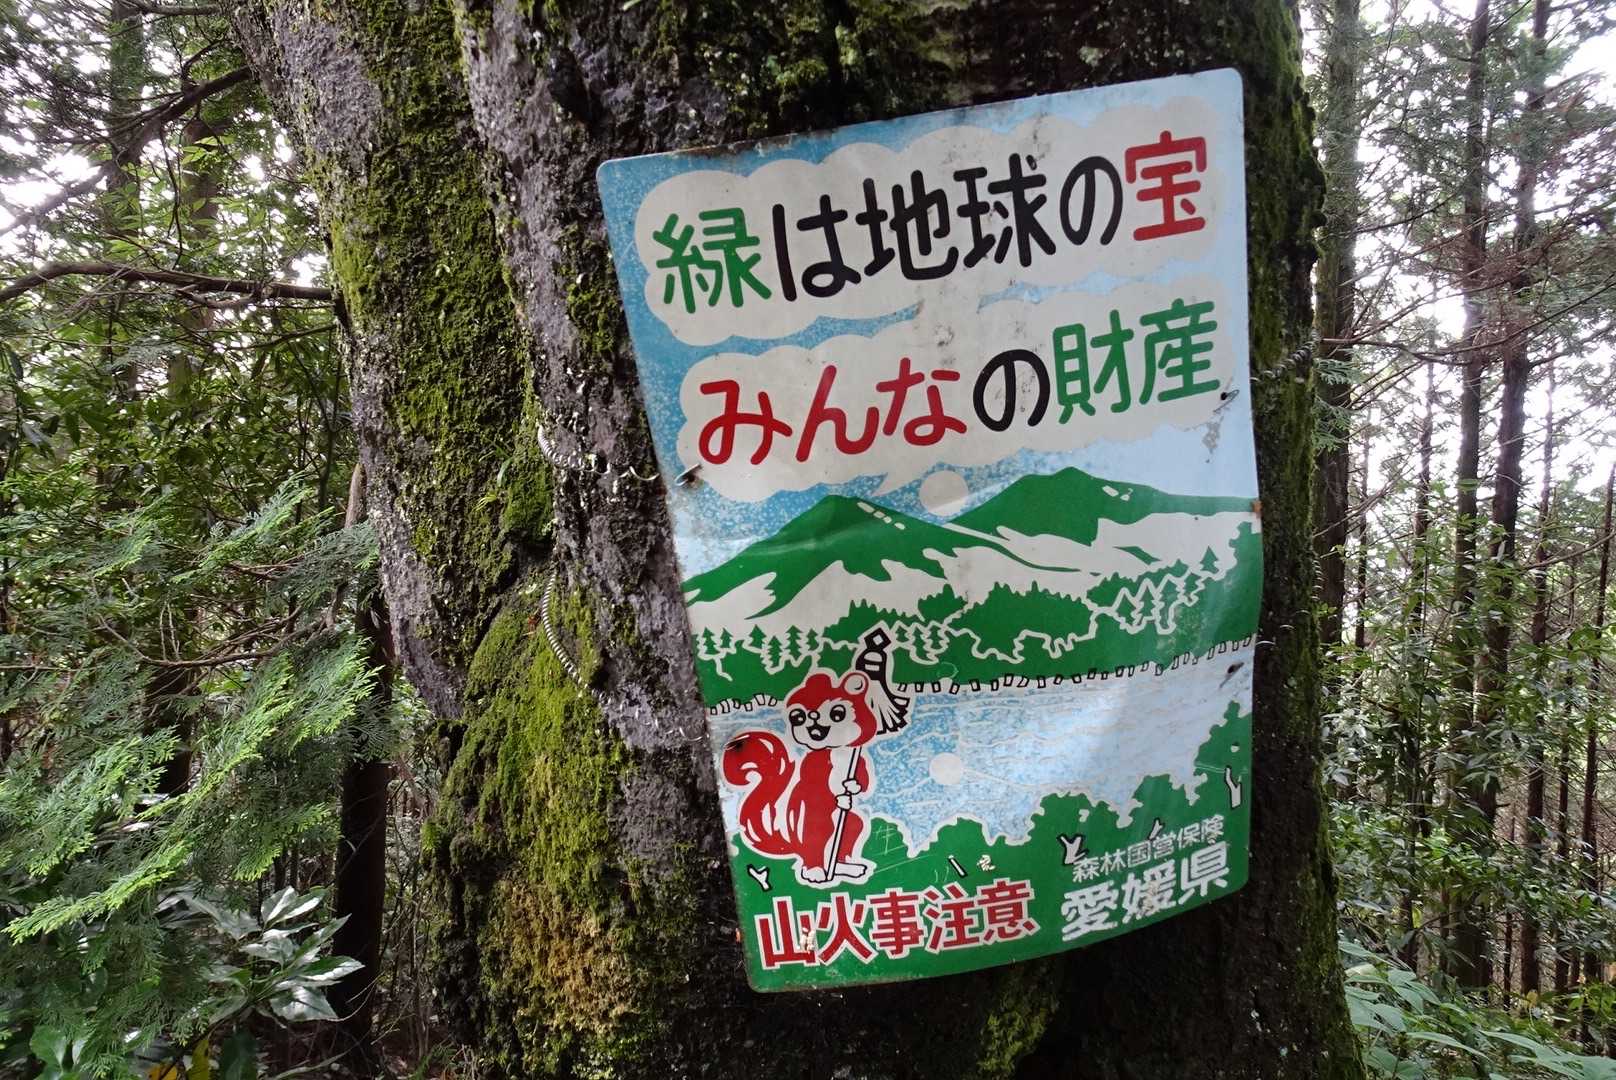 緑は地球の宝
みんなの財産
山火事注意
森林国営保険
愛媛県